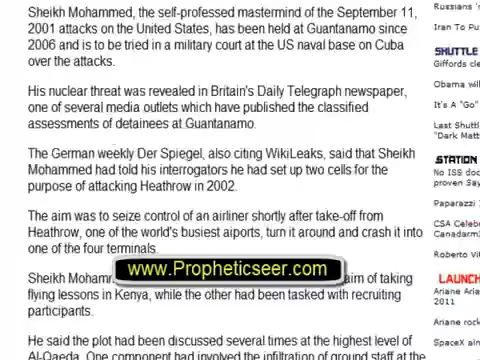 Sheikh Mohammed, the self-professed mastermind of the September 11,
2001 attacks on the United States, has been held at Guantanamo since
2006 and is to be tried in a military court at the US naval base on Cuba
over the attacks.
His nuclear threat was revealed in Britain's Daily Telegraph newspaper,
one of several media outlets which have published the classified
assessments of detainees at Guantanamo.
The German weekly Der Spiegel, also citing WikiLeaks, said that Sheikh
Mohammed had told his interrogators he had set up two cells for the
purpose of attacking Heathrow in 2002.
The aim was to seize control of an airliner shortly after take-off from
Heathrow, one of the world's busiest aiports, turn it around and crash it into
one of the four terminals.
Sheikh Mohamm aim of taking
www.Propheticseer.com
flying lessons in Kenya, while the other had been tasked with recruiting
participants.
He said the plot had been discussed several times at the highest level of
Al-Qaeda. One component had involved the infiltration of ground staff at the
Russians 'h
Iran To Put
SHUTTLE
Giffords cle
Obama will
It's A "Go"
Last Shuttl
"Dark Matt
STATION
No ISS doc
proven Say
Paparazzi
CSA Celebr
Canadarm2
Roberto Vit
LAUNCH
Ariane Aria
2011
Ariane rock
SpaceX aim